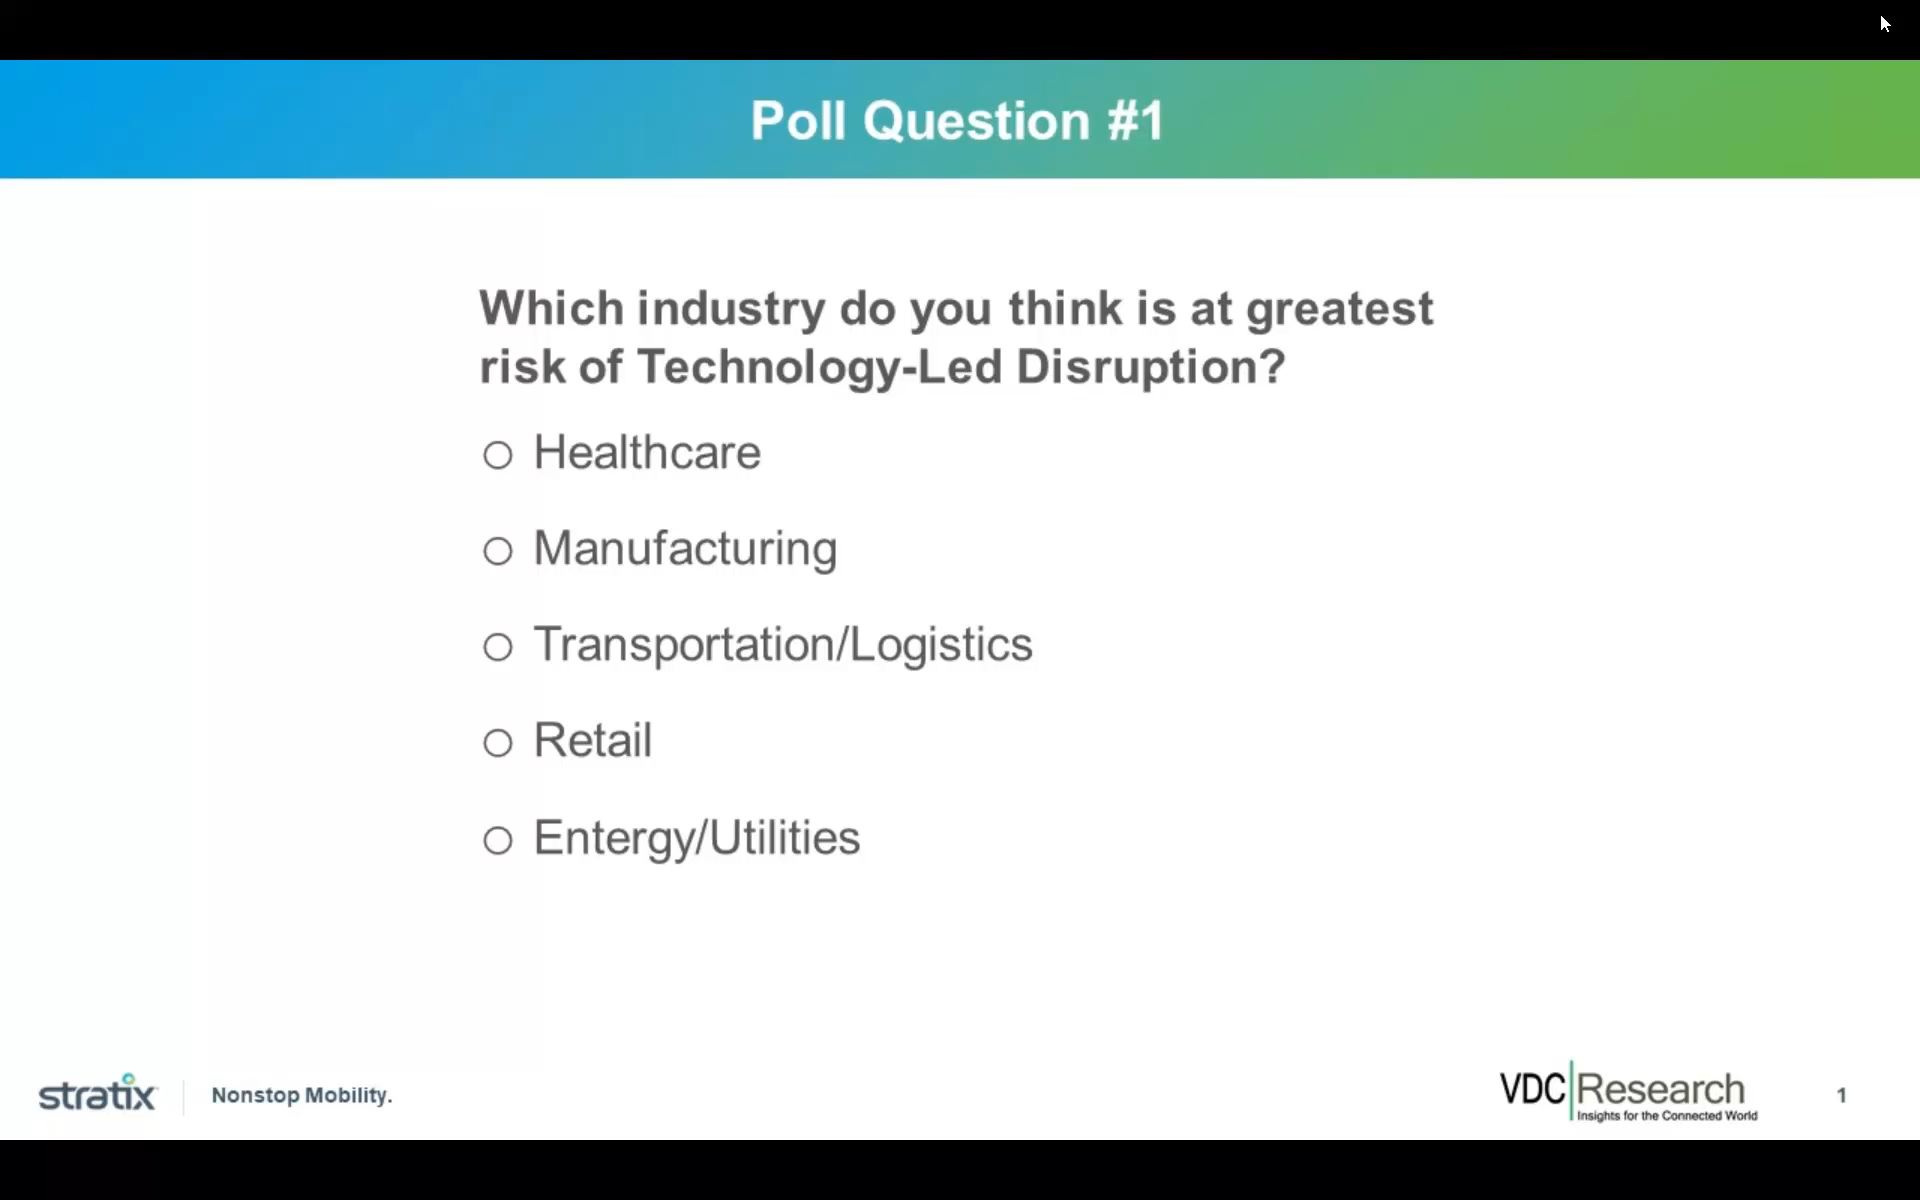 Poll Question #1
Which industry do you think is at greatest
risk of Technology-Led Disruption?
Healthcare
Manufacturing
Transportation/Logistics
Retail
Entergy/Utilities
stratix
Nonstop Mobility.
VDC Research
Insights for the Connected World
1